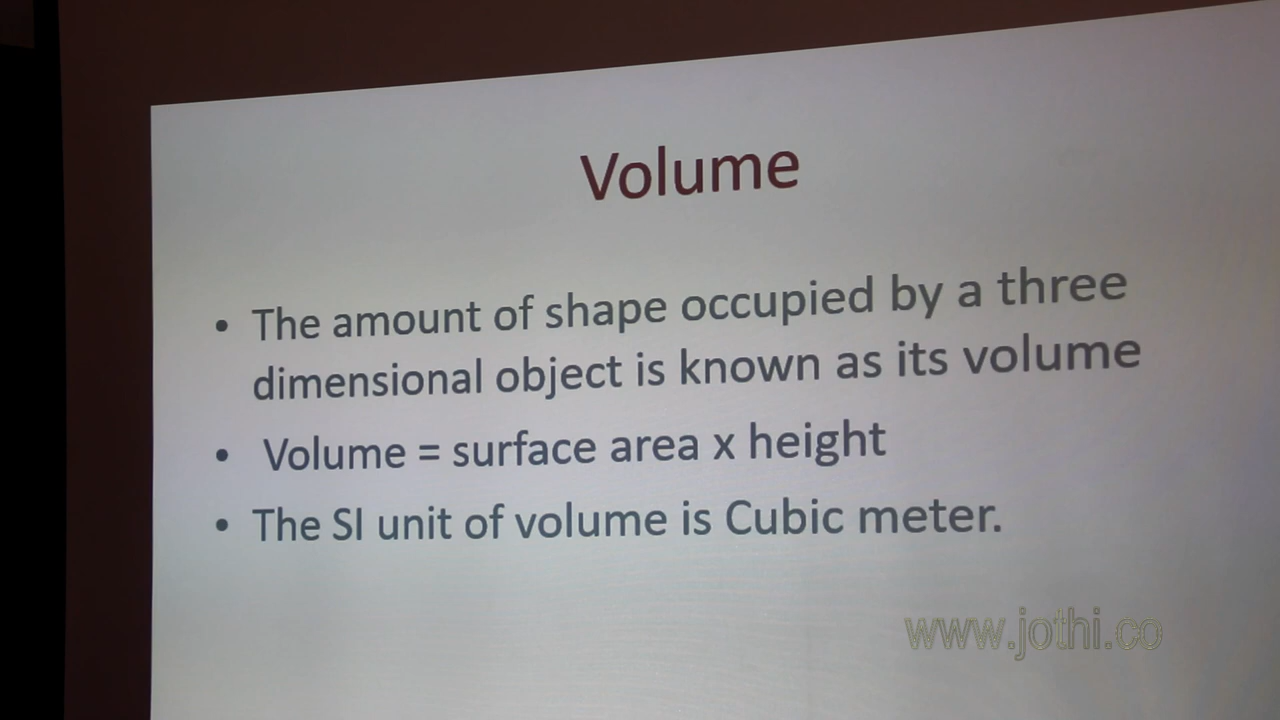 Volume
• The amount of shape occupied by a three
dimensional object is known as its volume
• Volume = surface area x height
• The SI unit of volume is Cubic meter.
www.jothi.co